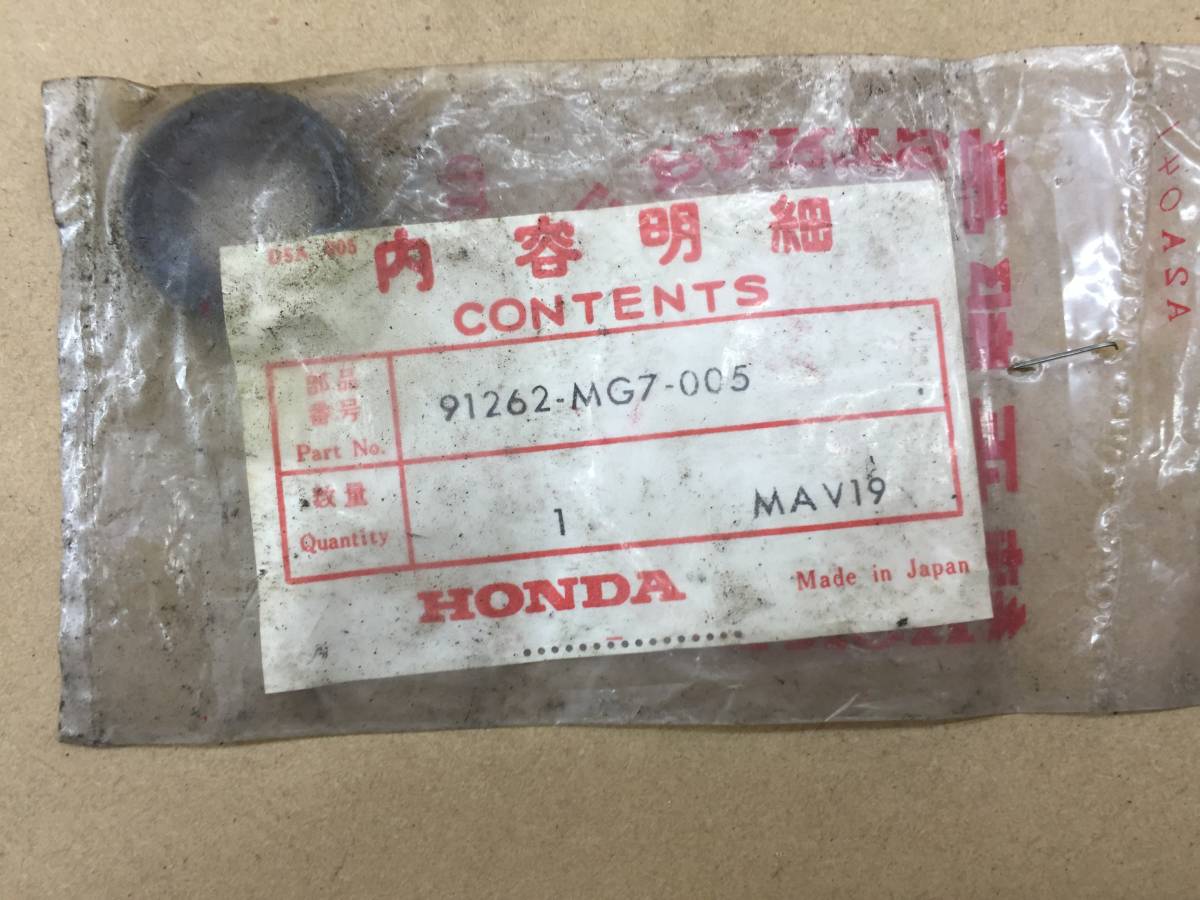 DSA 005
内容明細
CONTENTS
部品
番号
Part No.
91262-MG7-005
数量
Quantity
1 MAV19
HONDA
Made in Japan